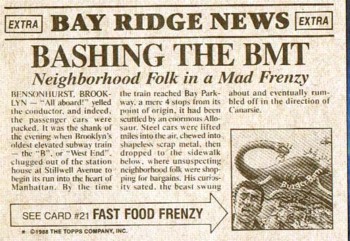 EXTRA BAY RIDGE NEWS EXTRA
BASHING THE BMT
Neighborhood Folk in a Mad Frenzy
BENSONHURST, BROOK-
LYN — "All aboard!" yelled
the conductor, and indeed,
the passenger cars were
packed. It was the shank of
the evening when Brooklyn's
oldest elevated subway train
— the "B", or "West End",
chugged out of the station
house at Stillwell Avenue to
begin its run into the heart of
Manhattan. By the time
the train reached Bay Park-
way, a mere 4 stops from its
point of origin, it had been
scuttled by an enormous Allo-
saur. Steel cars were lifted
twiles into the air, chewed into
shapeless scrap metal, then
dropped to the sidewalk
below, where unsuspecting
neighborhood folk were shop-
ping for bargains. His curios-
ity sated, the beast swung
about and eventually rum-
bled off in the direction of
Canarsie.
SEE CARD #21 FAST FOOD FRENZY
* ©1988 THE TOPPS COMPANY, INC.